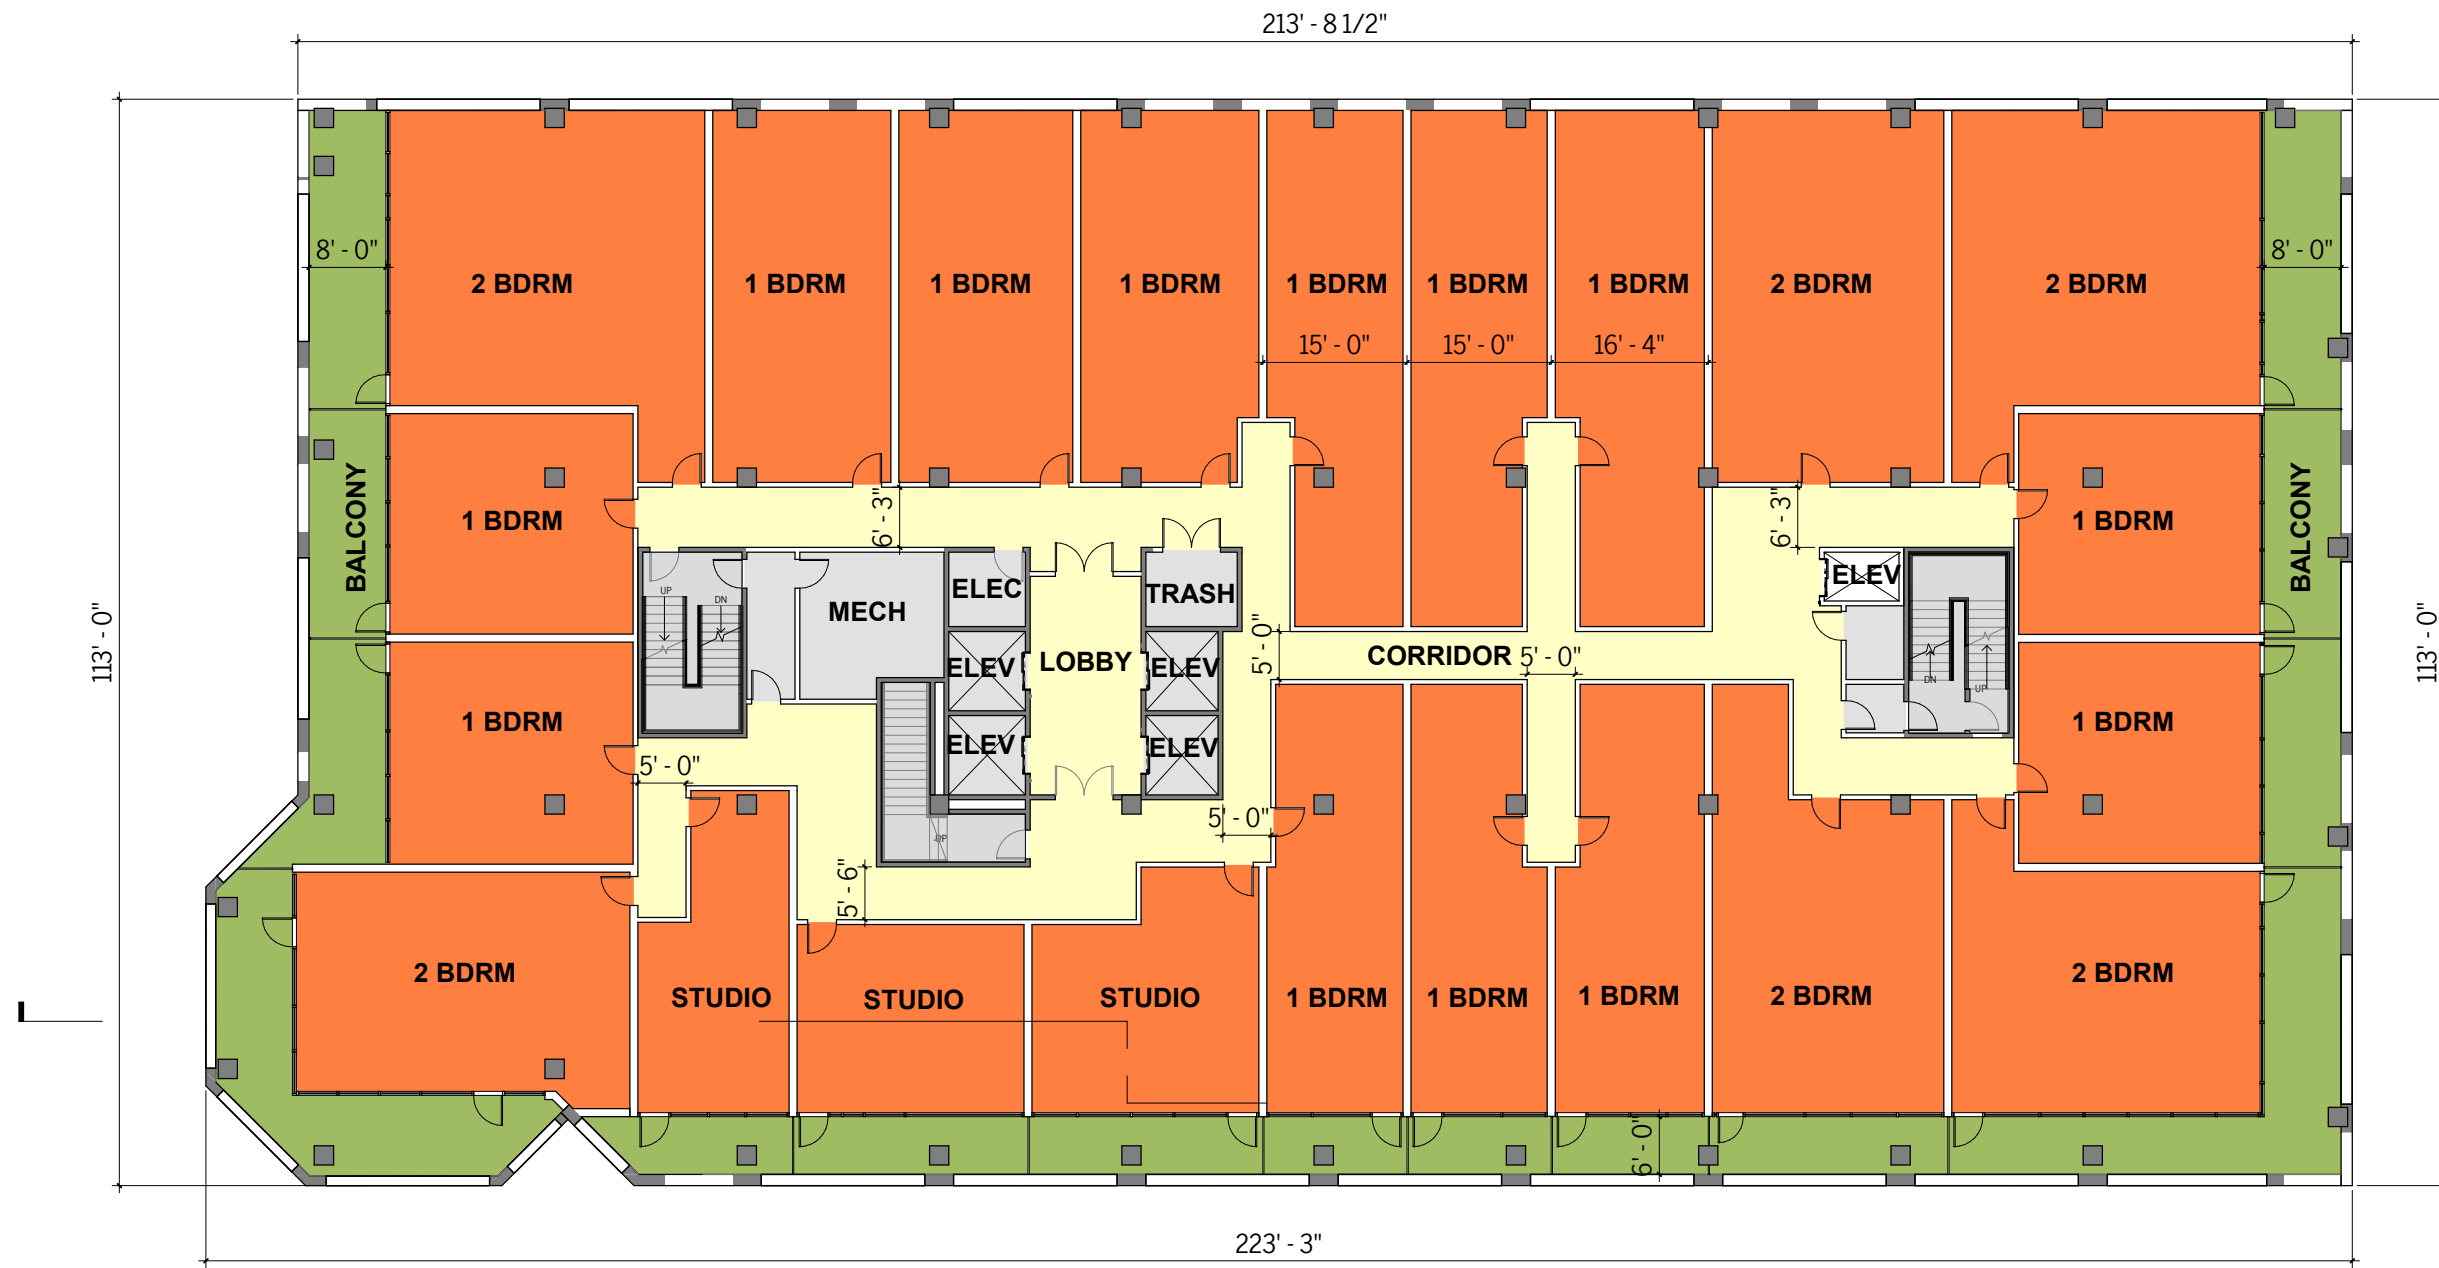 213' - 8 1/2"
8' - 0"
8' - 0"
2 BDRM
1 BDRM
1 BDRM
1 BDRM
1 BDRM
1 BDRM
1 BDRM
2 BDRM
2 BDRM
15' - 0"
15' - 0"
16' - 4"
BALCONY
1 BDRM
6' - 3"
6' - 3"
1 BDRM
BALCONY
113' - 0"
113' - 0"
UP
DN
MECH
ELEC
TRASH
ELEV
ELEV
LOBBY
ELEV
5' - 0"
CORRIDOR
5' - 0"
DN
UP
1 BDRM
ELEV
ELEV
1 BDRM
5' - 0"
5' - 0"
UP
5' - 6"
2 BDRM
STUDIO
STUDIO
STUDIO
1 BDRM
1 BDRM
1 BDRM
2 BDRM
2 BDRM
6' - 0"
223' - 3"